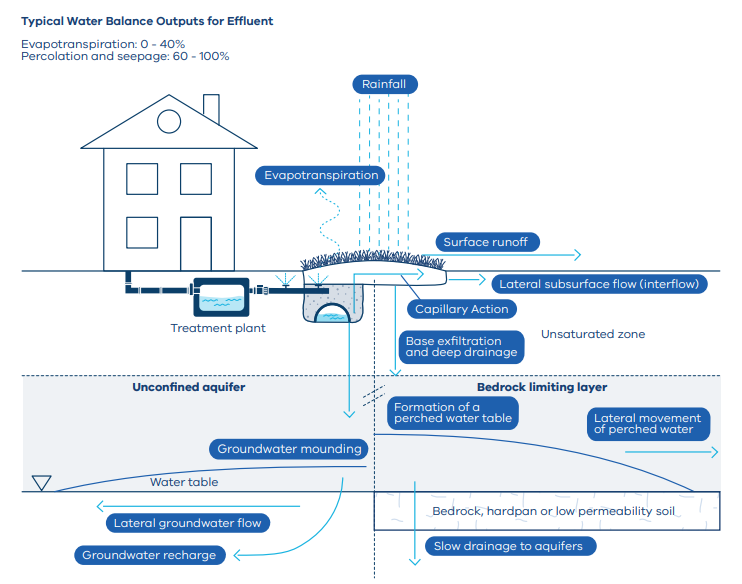 Typical Water Balance Outputs for Effluent
Evapotranspiration: 0 - 40%
Percolation and seepage: 60 - 100%
Rainfall
Evapotranspiration
Surface runoff
Lateral subsurface flow (interflow)
Capillary Action
Treatment plant
Base exfiltration
and deep drainage
Unsaturated zone
Unconfined aquifer
Bedrock limiting layer
Formation of a
perched water table
Lateral movement
of perched water
Groundwater mounding
Water table
Bedrock, hardpan or low permeability soil
Lateral groundwater flow
Groundwater recharge
Slow drainage to aquifers